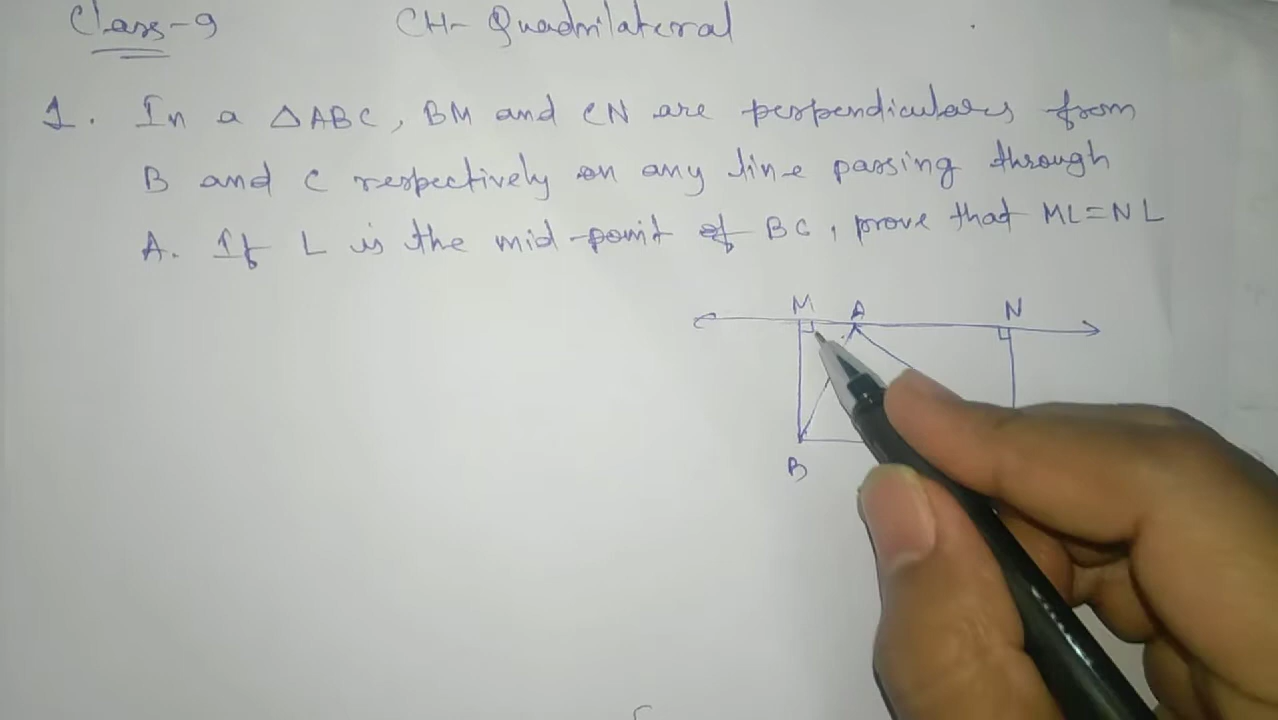 Class-9 CH- Quadrilateral
1. In a △ABC, BM and CN are perpendiculars from
B and C respectively on any line passing through
A. If L is the mid-point of BC, prove that ML=NL
M A N
B